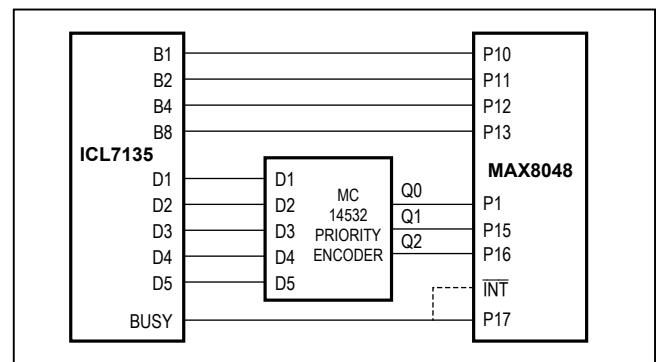 B1
B2
B4
B8
ICL7135
D1
D2
D3
D4
D5
BUSY
D1
D2
D3
D4
D5
MC
14532
PRIORITY
ENCODER
Q0
Q1
Q2
P10
P11
P12
P13
MAX8048
P1
P15
P16
INT
P17